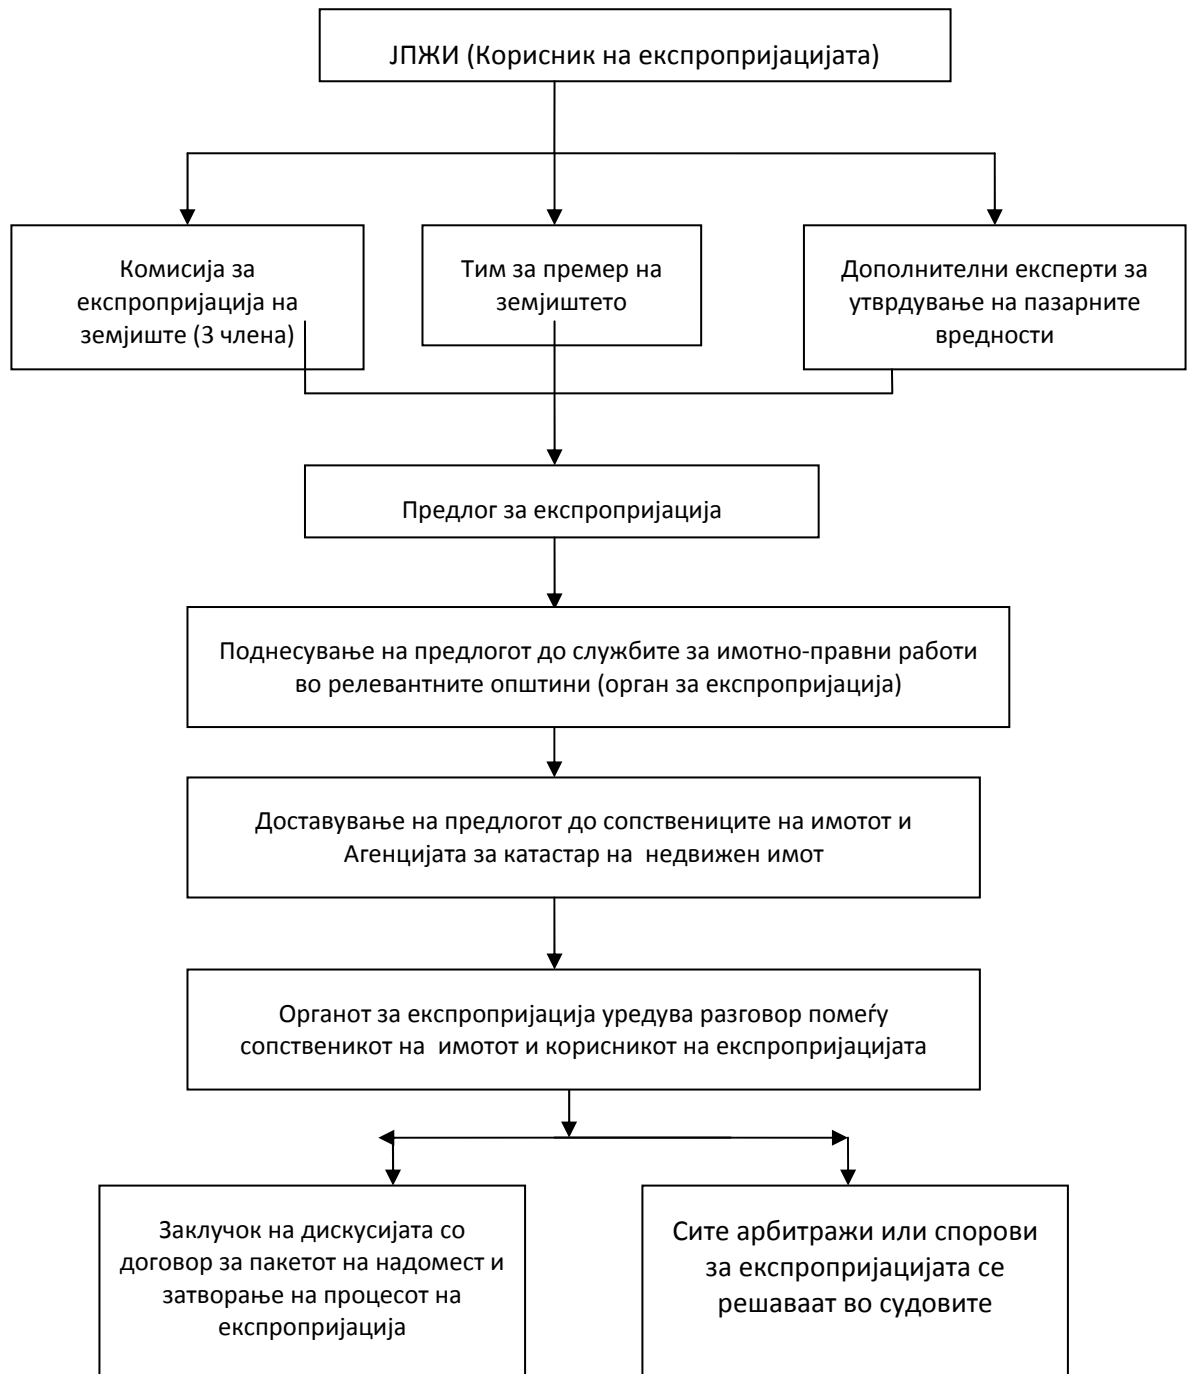 ЈПЖИ (Корисник на експропријацијата)
Комисија за
експропријација на
земјиште (3 члена)
Тим за премер на
земјиштето
Дополнителни експерти за
утврдување на пазарните
вредности
Предлог за експропријација
Поднесување на предлогот до службите за имотно-правни работи
во релевантните општини (орган за експропријација)
Доставување на предлогот до сопствениците на имотот и
Агенцијата за катастар на недвижен имот
Органот за експропријација уредува разговор помеѓу
сопственикот на имотот и корисникот на експропријацијата
Заклучок на дискусијата со
договор за пакетот на надомест и
затворање на процесот на
експропријација
Сите арбитражи или спорови
за експропријацијата се
решаваат во судовите